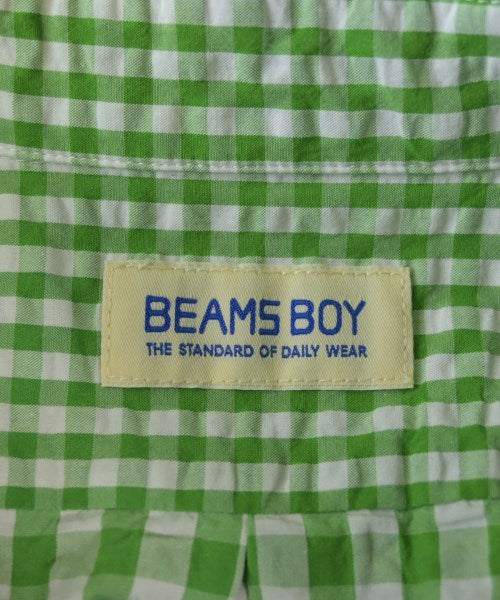 BEAMS BOY
THE STANDARD OF DAILY WEAR